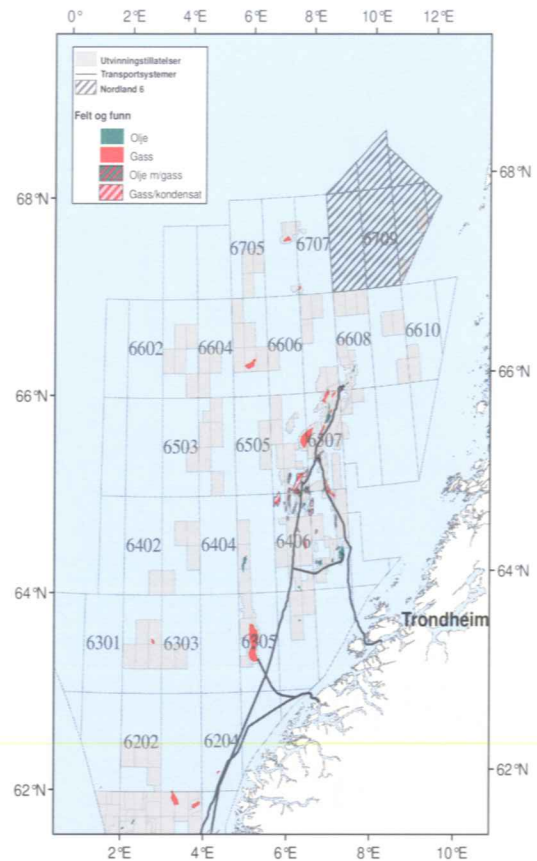 0° 2°E 4°E 6°E 8°E 10°E 12°E
Utvinningstillatelser
Transportsystemer
Nordland 6
Felt og funn
Olje
Gass
Olje m/gass
Gass/kondensat
68°N
68°N
6705 6707 6709
6602 6604 6606 6608 6610
66°N
66°N
6503 6505 6507
6402 6404 6406
64°N
64°N
Trondheim
6301 6303 6305
6202 6204
62°N
62°N
2°E 4°E 6°E 8°E 10°E